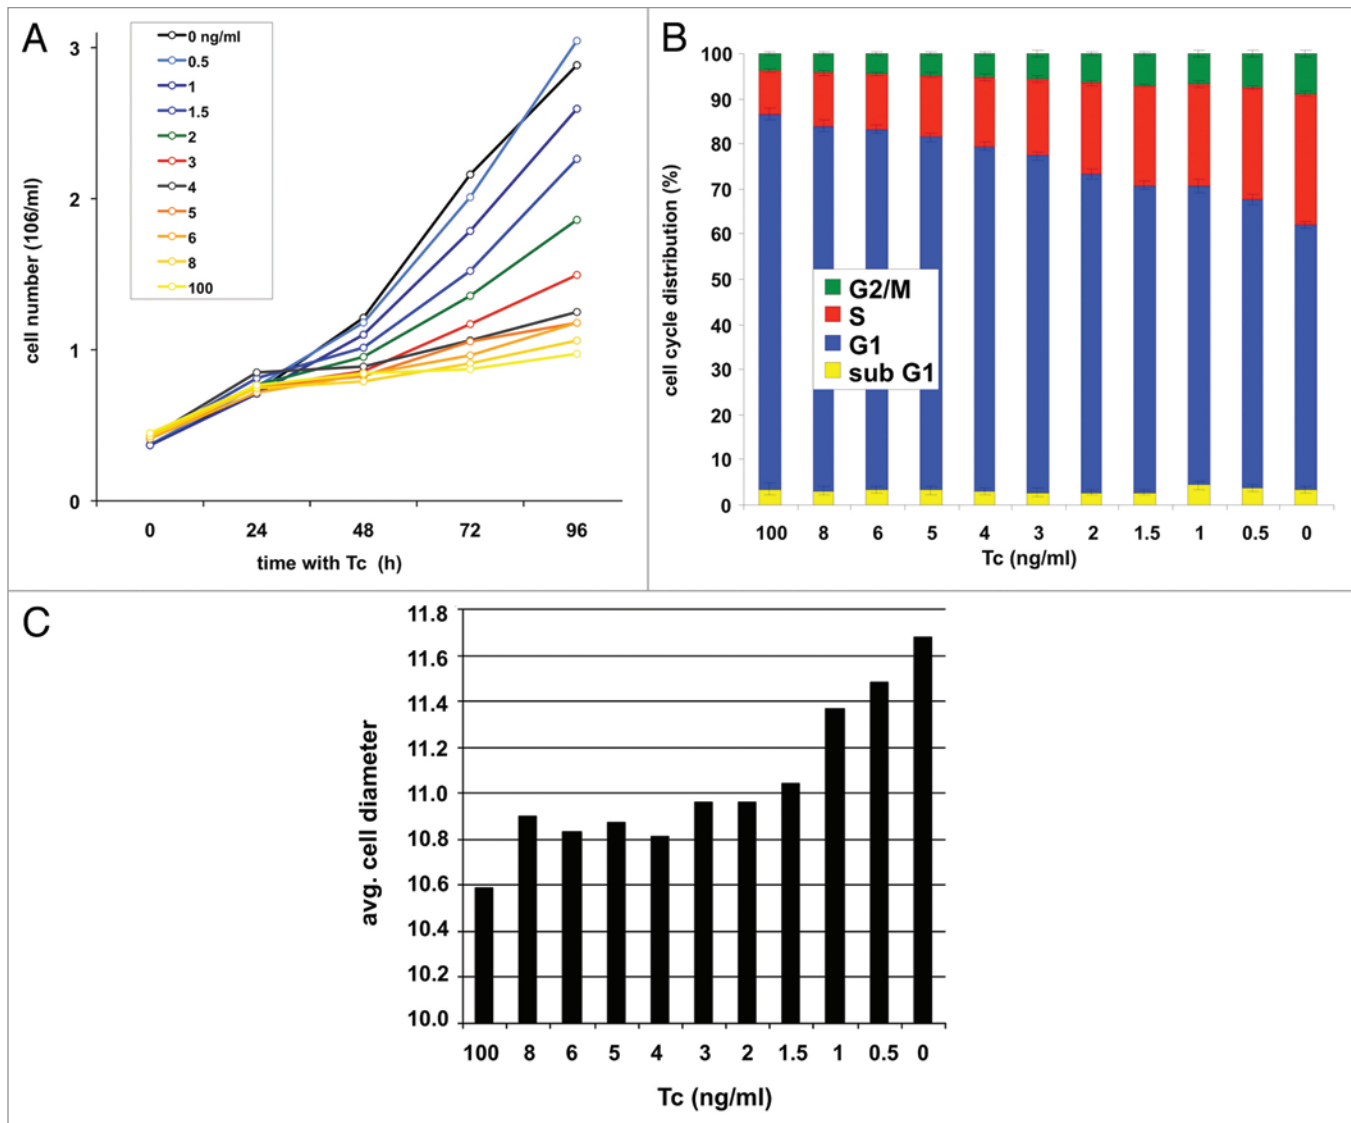 A
0 ng/ml
0.5
1
1.5
2
3
4
5
6
8
100
3
2
1
0
cell number (106/ml)
0 24 48 72 96
time with Tc (h)
B
100
90
80
70
60
50
40
30
20
10
0
cell cycle distribution (%)
G2/M
S
G1
sub G1
100 8 6 5 4 3 2 1.5 1 0.5 0
Tc (ng/ml)
C
11.8
11.6
11.4
11.2
11.0
10.8
10.6
10.4
10.2
10.0
avg. cell diameter
100 8 6 5 4 3 2 1.5 1 0.5 0
Tc (ng/ml)